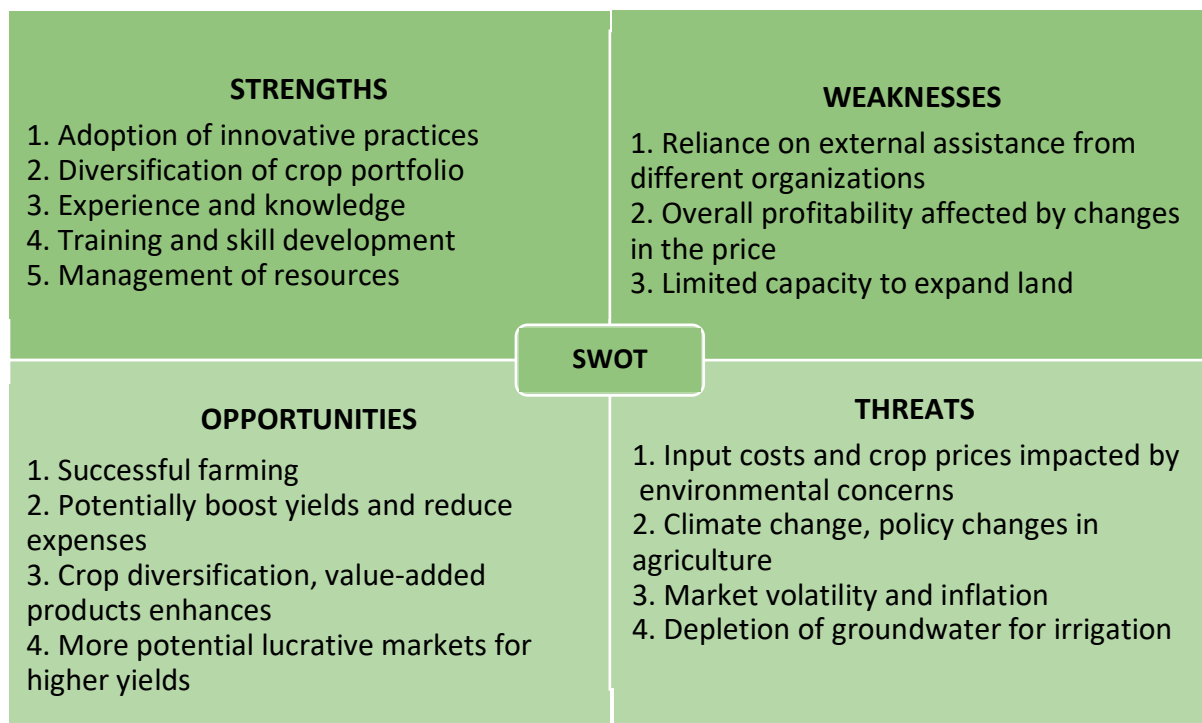 STRENGTHS
1. Adoption of innovative practices
2. Diversification of crop portfolio
3. Experience and knowledge
4. Training and skill development
5. Management of resources
WEAKNESSES
1. Reliance on external assistance from
different organizations
2. Overall profitability affected by changes
in the price
3. Limited capacity to expand land
SWOT
OPPORTUNITIES
1. Successful farming
2. Potentially boost yields and reduce
expenses
3. Crop diversification, value-added
products enhances
4. More potential lucrative markets for
higher yields
THREATS
1. Input costs and crop prices impacted by
environmental concerns
2. Climate change, policy changes in
agriculture
3. Market volatility and inflation
4. Depletion of groundwater for irrigation